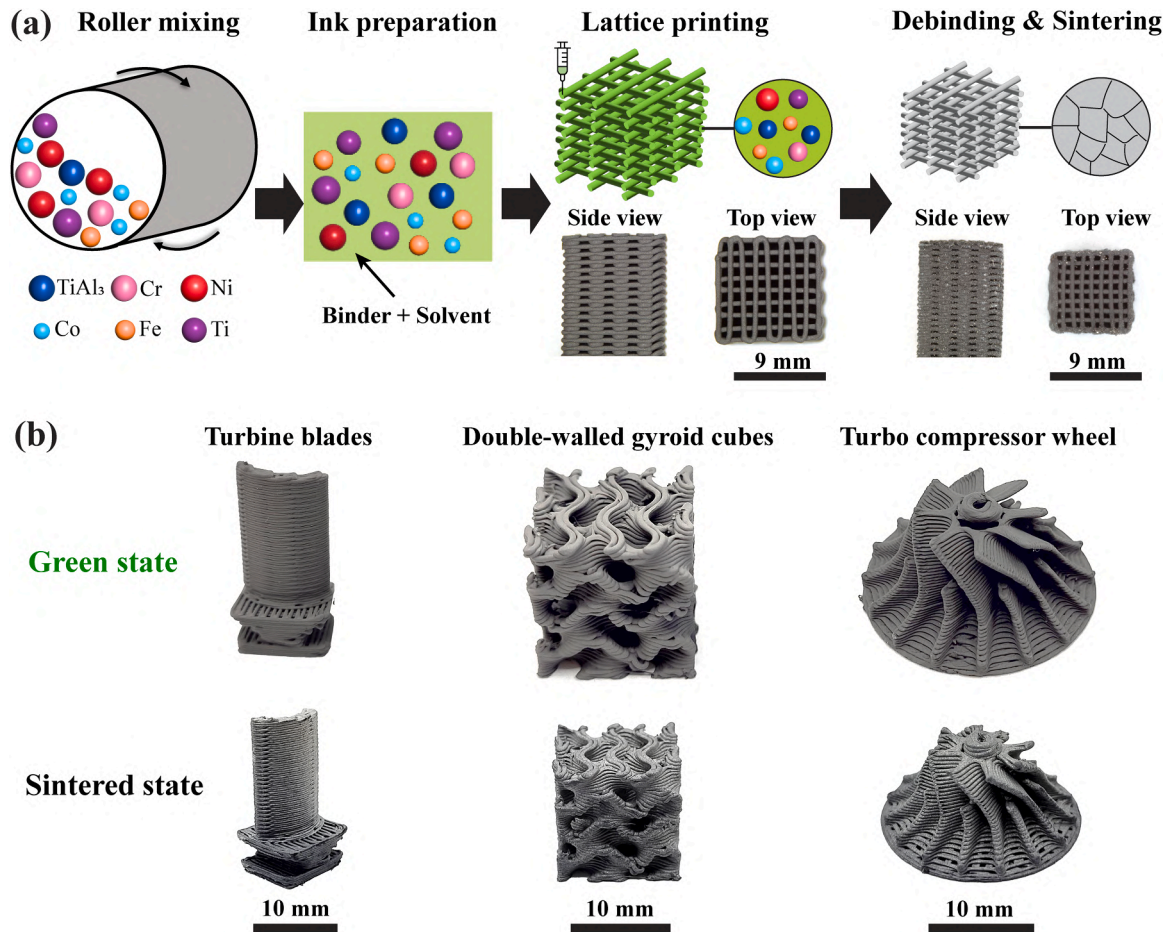 (a)
Roller mixing
Ink preparation
Lattice printing
Debinding & Sintering
Side view
Top view
Side view
Top view
TiAl₃
Cr
Ni
Co
Fe
Ti
Binder + Solvent
9 mm
9 mm
(b)
Turbine blades
Double-walled gyroid cubes
Turbo compressor wheel
Green state
Sintered state
10 mm
10 mm
10 mm